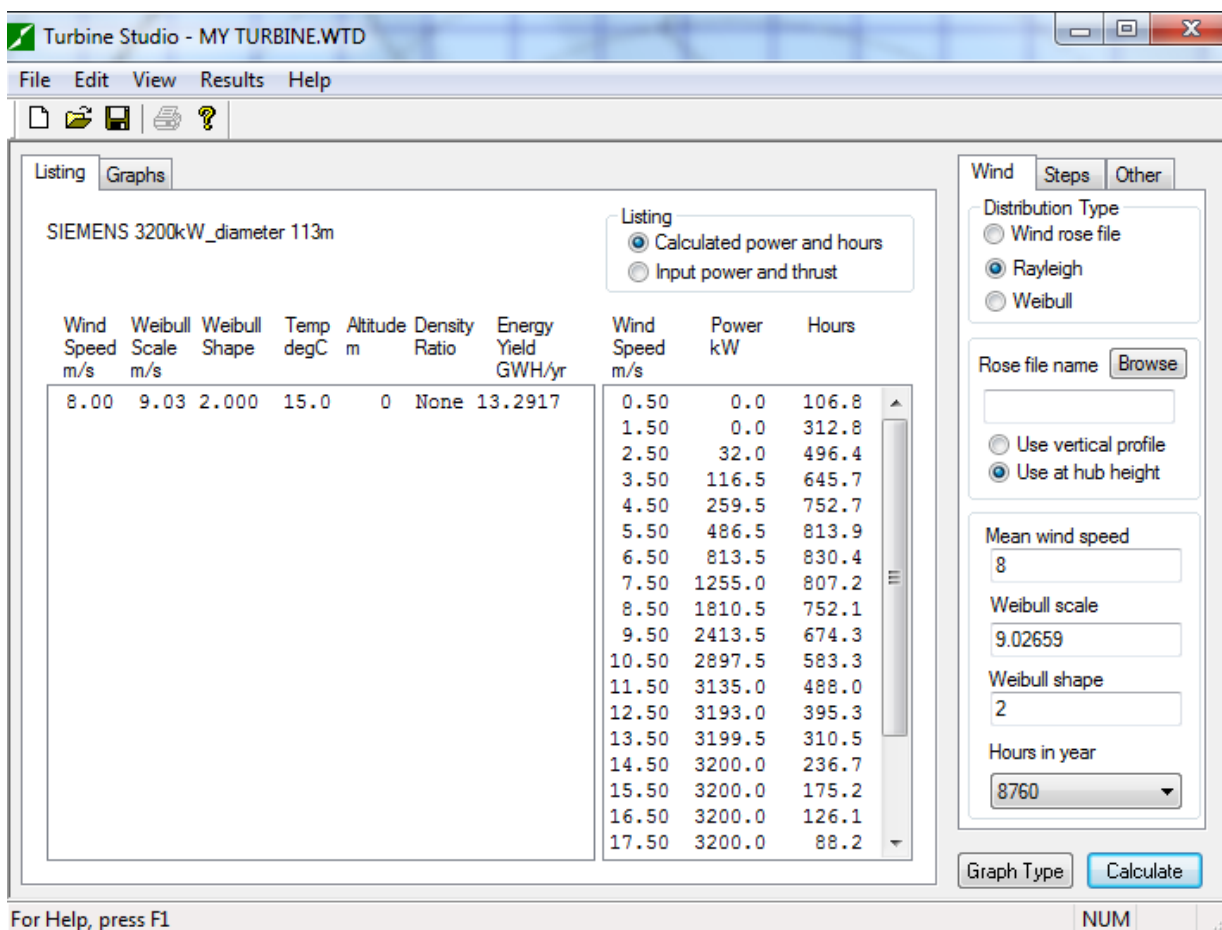 Turbine Studio - MY TURBINE.WTD
File Edit View Results Help
Listing Graphs
SIEMENS 3200kW_diameter 113m
Listing
Calculated power and hours
Input power and thrust
Wind Weibull Weibull Temp Altitude Density Energy
Speed Scale Shape degC m Ratio Yield
m/s m/s GWH/yr
8.00 9.03 2.000 15.0 0 None 13.2917
Wind Power Hours
Speed kW
m/s
0.50 0.0 106.8
1.50 0.0 312.8
2.50 32.0 496.4
3.50 116.5 645.7
4.50 259.5 752.7
5.50 486.5 813.9
6.50 813.5 830.4
7.50 1255.0 807.2
8.50 1810.5 752.1
9.50 2413.5 674.3
10.50 2897.5 583.3
11.50 3135.0 488.0
12.50 3193.0 395.3
13.50 3199.5 310.5
14.50 3200.0 236.7
15.50 3200.0 175.2
16.50 3200.0 126.1
17.50 3200.0 88.2
Wind Steps Other
Distribution Type
Wind rose file
Rayleigh
Weibull
Rose file name Browse
Use vertical profile
Use at hub height
Mean wind speed
8
Weibull scale
9.02659
Weibull shape
2
Hours in year
8760
Graph Type Calculate
For Help, press F1 NUM